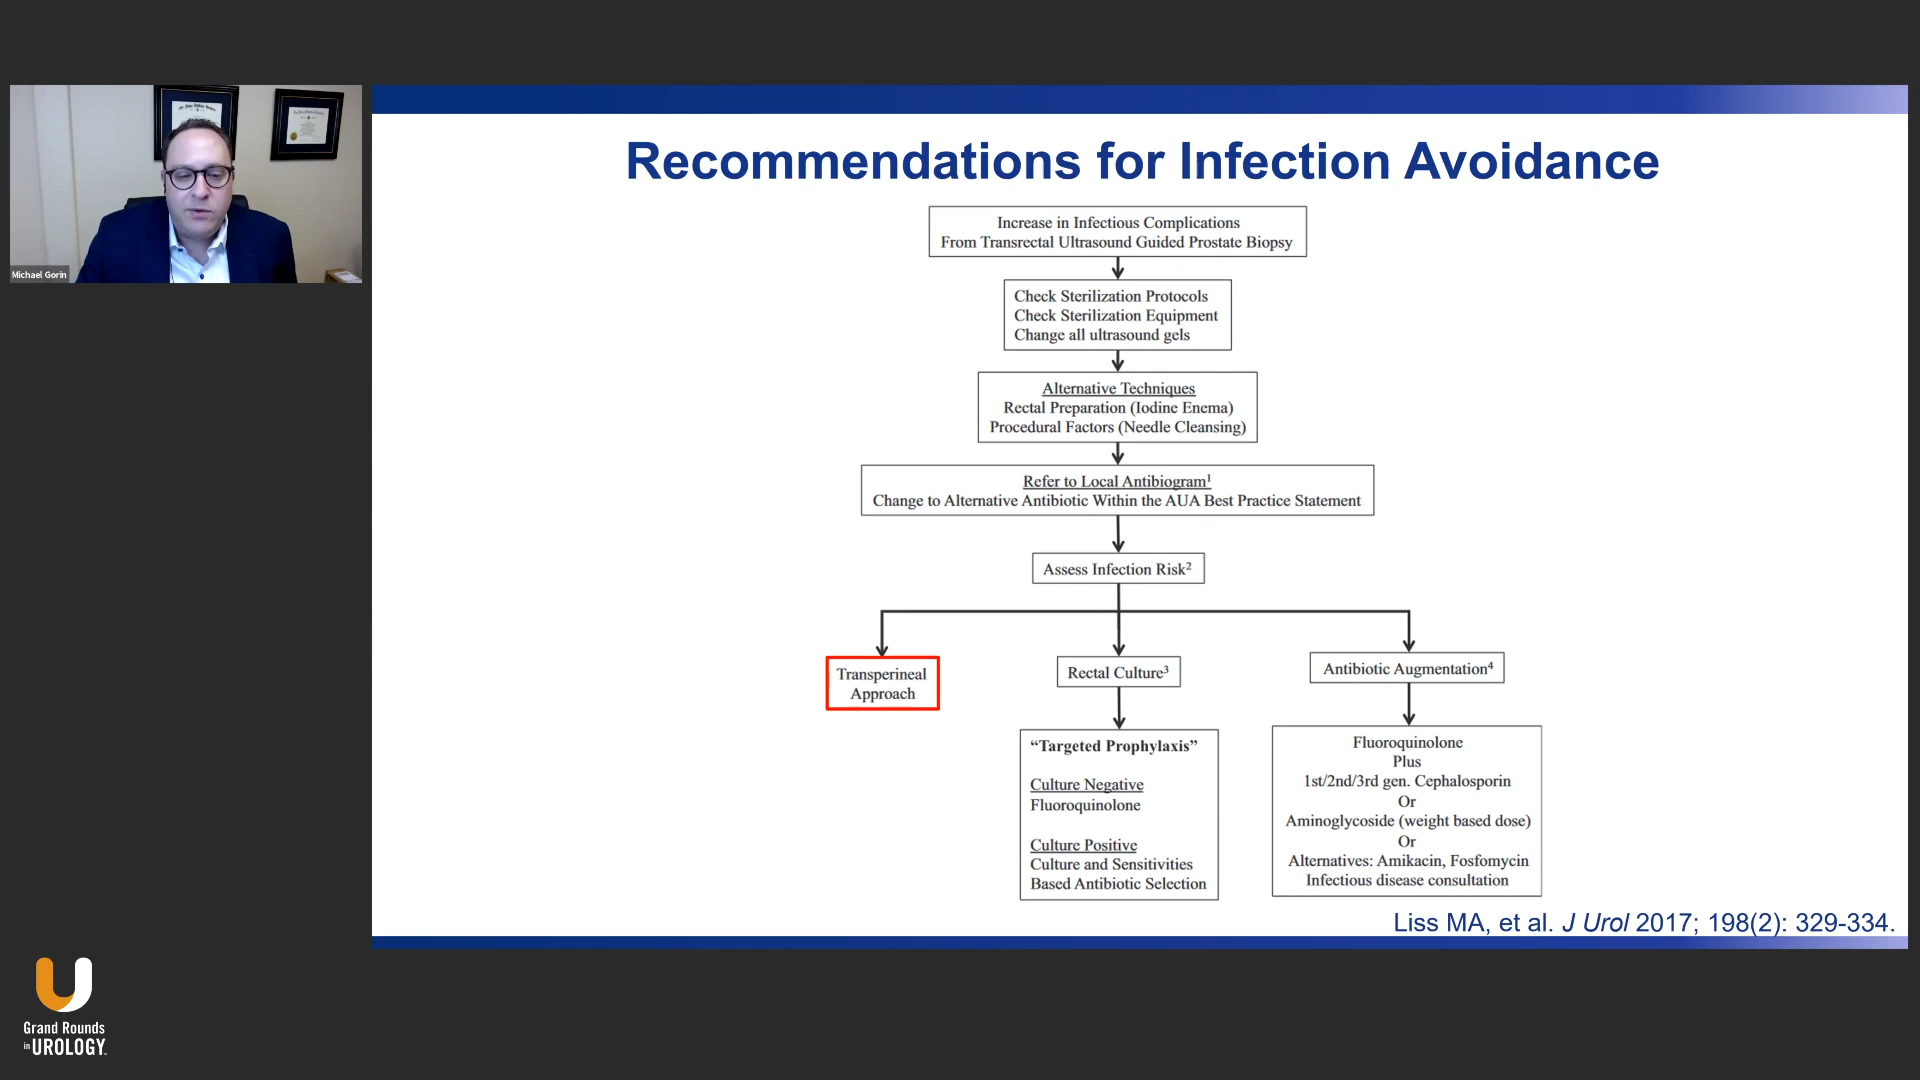 Michael Gorin
Recommendations for Infection Avoidance
Increase in Infectious Complications
From Transrectal Ultrasound Guided Prostate Biopsy
Check Sterilization Protocols
Check Sterilization Equipment
Change all ultrasound gels
Alternative Techniques
Rectal Preparation (Iodine Enema)
Procedural Factors (Needle Cleansing)
Refer to Local Antibiogram¹
Change to Alternative Antibiotic Within the AUA Best Practice Statement
Assess Infection Risk²
Transperineal
Approach
Rectal Culture³
Antibiotic Augmentation⁴
“Targeted Prophylaxis”
Culture Negative
Fluoroquinolone
Culture Positive
Culture and Sensitivities
Based Antibiotic Selection
Fluoroquinolone
Plus
1st/2nd/3rd gen. Cephalosporin
Or
Aminoglycoside (weight based dose)
Or
Alternatives: Amikacin, Fosfomycin
Infectious disease consultation
Liss MA, et al. J Urol 2017; 198(2): 329-334.
Grand Rounds
in UROLOGY